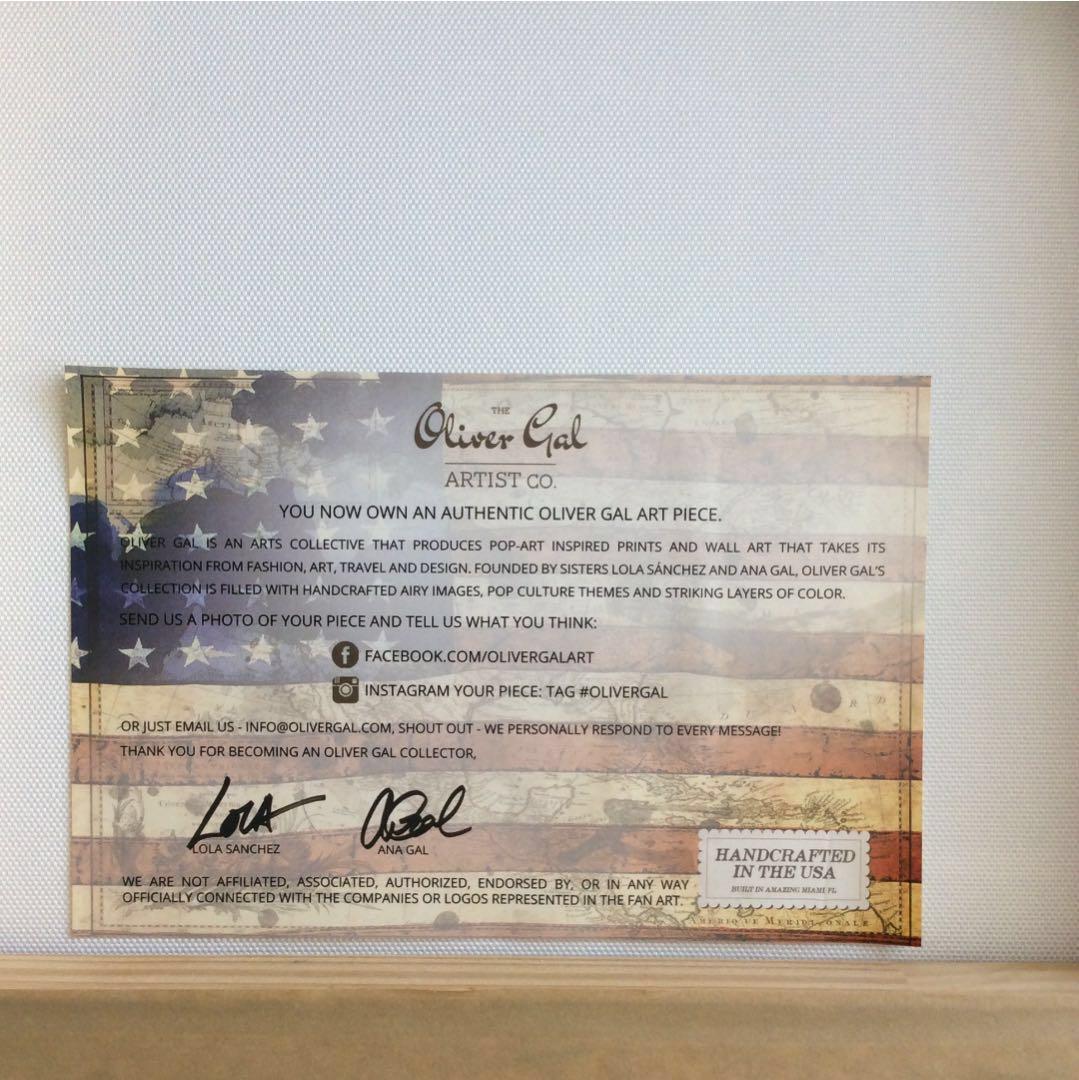 THE
Oliver Gal
ARTIST CO.
YOU NOW OWN AN AUTHENTIC OLIVER GAL ART PIECE.
OLIVER GAL IS AN ARTS COLLECTIVE THAT PRODUCES POP-ART INSPIRED PRINTS AND WALL ART THAT TAKES ITS
INSPIRATION FROM FASHION, ART, TRAVEL AND DESIGN. FOUNDED BY SISTERS LOLA SÁNCHEZ AND ANA GAL, OLIVER GAL'S
COLLECTION IS FILLED WITH HANDCRAFTED AIRY IMAGES, POP CULTURE THEMES AND STRIKING LAYERS OF COLOR.
SEND US A PHOTO OF YOUR PIECE AND TELL US WHAT YOU THINK:
FACEBOOK.COM/OLIVERGALART
INSTAGRAM YOUR PIECE: TAG #OLIVERGAL
OR JUST EMAIL US - INFO@OLIVERGAL.COM, SHOUT OUT - WE PERSONALLY RESPOND TO EVERY MESSAGE!
THANK YOU FOR BECOMING AN OLIVER GAL COLLECTOR,
LOLA
LOLA SANCHEZ
ANA GAL
WE ARE NOT AFFILIATED, ASSOCIATED, AUTHORIZED, ENDORSED BY, OR IN ANY WAY
OFFICIALLY CONNECTED WITH THE COMPANIES OR LOGOS REPRESENTED IN THE FAN ART.
HANDCRAFTED
IN THE USA
BUILT IN AMAZING MIAMI FL
AMERIQUE MERIDIONALE